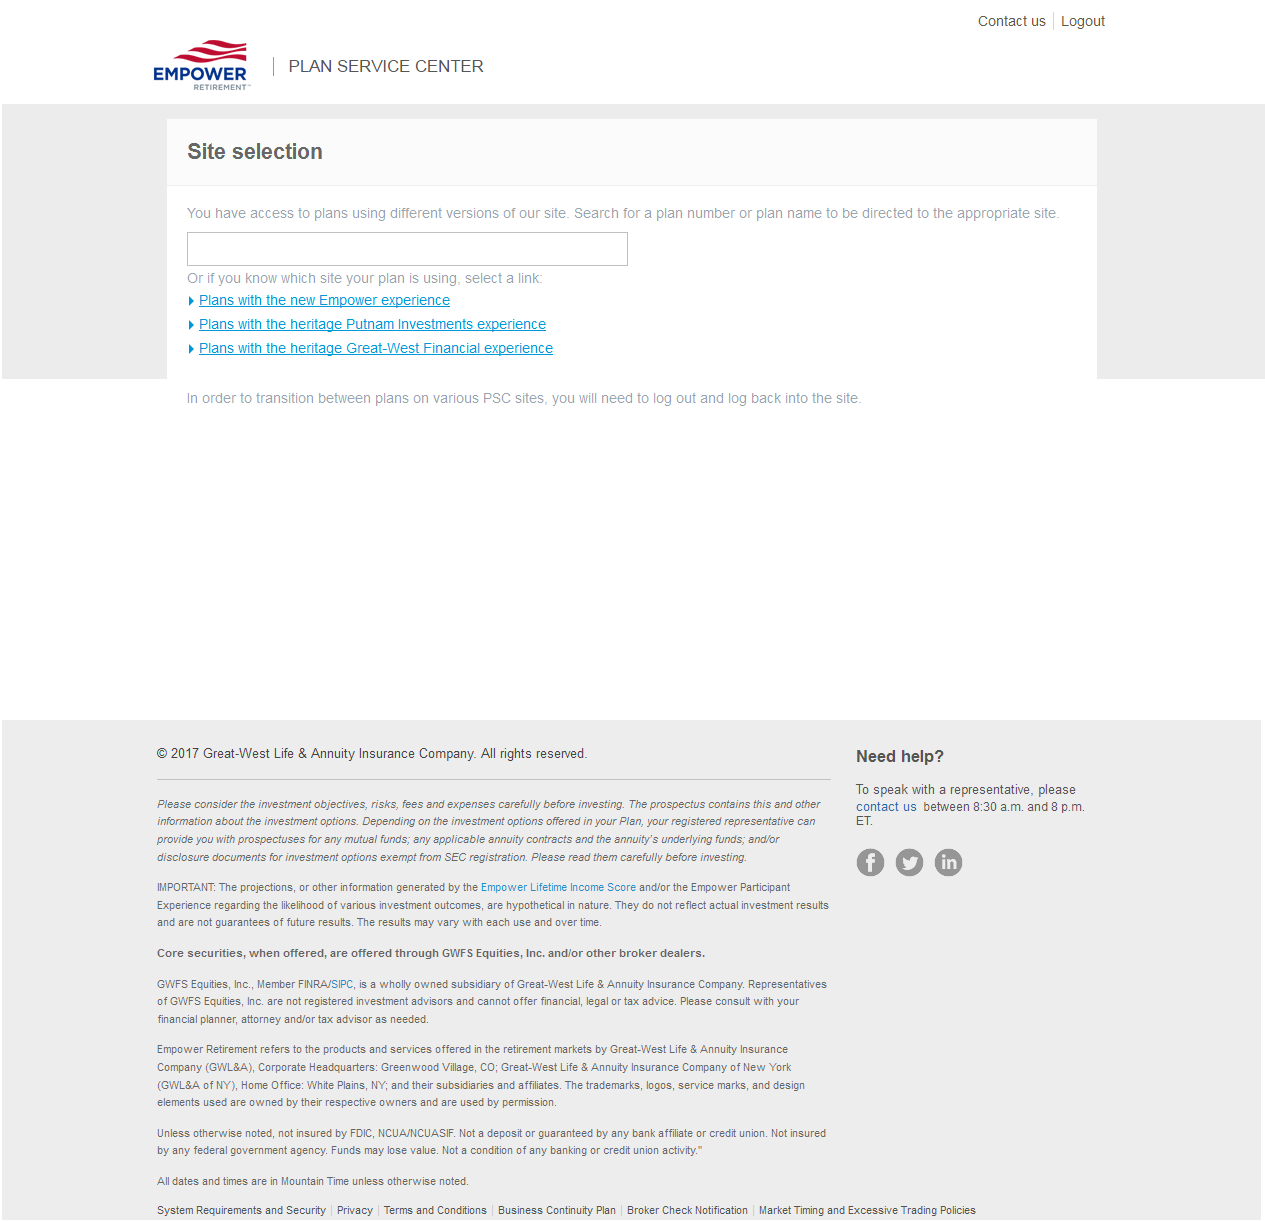 Contact us Logout
EMPOWER
RETIREMENT™
PLAN SERVICE CENTER
Site selection
You have access to plans using different versions of our site. Search for a plan number or plan name to be directed to the appropriate site.
Or if you know which site your plan is using, select a link:
Plans with the new Empower experience
Plans with the heritage Putnam Investments experience
Plans with the heritage Great-West Financial experience
In order to transition between plans on various PSC sites, you will need to log out and log back into the site.
© 2017 Great-West Life & Annuity Insurance Company. All rights reserved.
Please consider the investment objectives, risks, fees and expenses carefully before investing. The prospectus contains this and other
information about the investment options. Depending on the investment options offered in your Plan, your registered representative can
provide you with prospectuses for any mutual funds; any applicable annuity contracts and the annuity's underlying funds; and/or
disclosure documents for investment options exempt from SEC registration. Please read them carefully before investing.
IMPORTANT: The projections, or other information generated by the Empower Lifetime Income Score and/or the Empower Participant
Experience regarding the likelihood of various investment outcomes, are hypothetical in nature. They do not reflect actual investment results
and are not guarantees of future results. The results may vary with each use and over time.
Core securities, when offered, are offered through GWFS Equities, Inc. and/or other broker dealers.
GWFS Equities, Inc., Member FINRA/SIPC, is a wholly owned subsidiary of Great-West Life & Annuity Insurance Company. Representatives
of GWFS Equities, Inc. are not registered investment advisors and cannot offer financial, legal or tax advice. Please consult with your
financial planner, attorney and/or tax advisor as needed.
Empower Retirement refers to the products and services offered in the retirement markets by Great-West Life & Annuity Insurance
Company (GWL&A), Corporate Headquarters: Greenwood Village, CO; Great-West Life & Annuity Insurance Company of New York
(GWL&A of NY), Home Office: White Plains, NY; and their subsidiaries and affiliates. The trademarks, logos, service marks, and design
elements used are owned by their respective owners and are used by permission.
Unless otherwise noted, not insured by FDIC, NCUA/NCUASIF. Not a deposit or guaranteed by any bank affiliate or credit union. Not insured
by any federal government agency. Funds may lose value. Not a condition of any banking or credit union activity."
All dates and times are in Mountain Time unless otherwise noted.
System Requirements and Security Privacy Terms and Conditions Business Continuity Plan Broker Check Notification Market Timing and Excessive Trading Policies
Need help?
To speak with a representative, please
contact us between 8:30 a.m. and 8 p.m.
ET.